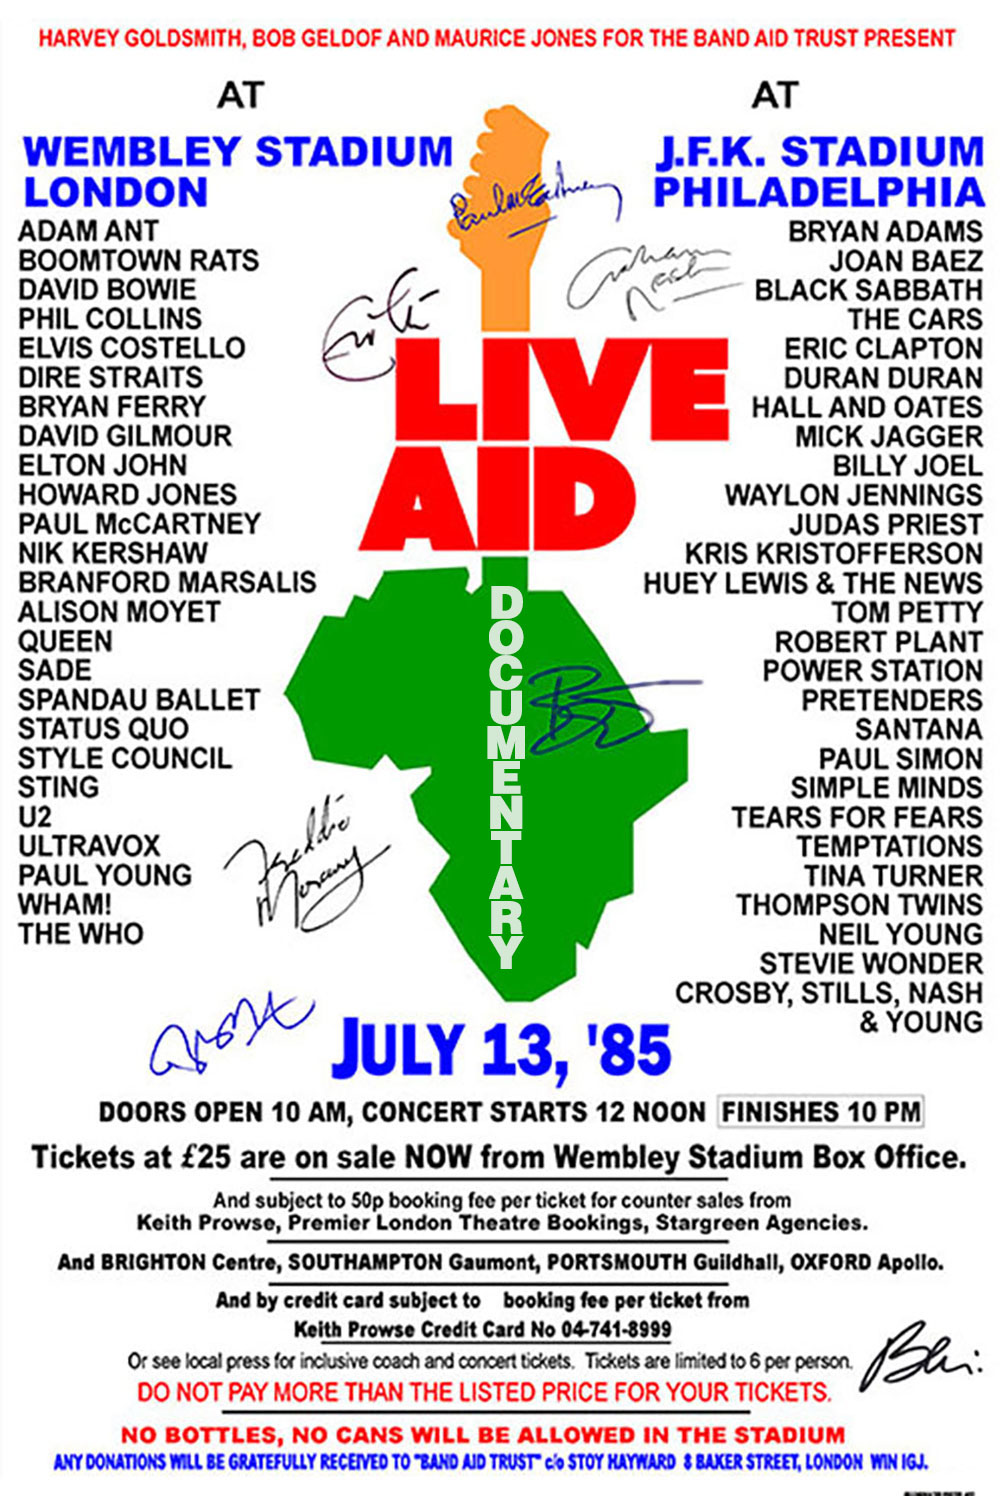 HARVEY GOLDSMITH, BOB GELDOF AND MAURICE JONES FOR THE BAND AID TRUST PRESENT
AT
WEMBLEY STADIUM
LONDON
ADAM ANT
BOOMTOWN RATS
DAVID BOWIE
PHIL COLLINS
ELVIS COSTELLO
DIRE STRAITS
BRYAN FERRY
DAVID GILMOUR
ELTON JOHN
HOWARD JONES
PAUL McCARTNEY
NIK KERSHAW
BRANFORD MARSALIS
ALISON MOYET
QUEEN
SADE
SPANDAU BALLET
STATUS QUO
STYLE COUNCIL
STING
U2
ULTRAVOX
PAUL YOUNG
WHAM!
THE WHO
AT
J.F.K. STADIUM
PHILADELPHIA
BRYAN ADAMS
JOAN BAEZ
BLACK SABBATH
THE CARS
ERIC CLAPTON
DURAN DURAN
HALL AND OATES
MICK JAGGER
BILLY JOEL
WAYLON JENNINGS
JUDAS PRIEST
KRIS KRISTOFFERSON
HUEY LEWIS & THE NEWS
TOM PETTY
ROBERT PLANT
POWER STATION
PRETENDERS
SANTANA
PAUL SIMON
SIMPLE MINDS
TEARS FOR FEARS
TEMPTATIONS
TINA TURNER
THOMPSON TWINS
NEIL YOUNG
STEVIE WONDER
CROSBY, STILLS, NASH
& YOUNG
Paul McCartney
Graham
Nash
LIVE
AID
DOCUMENTARY
Freddie
Mercury
JULY 13, '85
DOORS OPEN 10 AM, CONCERT STARTS 12 NOON FINISHES 10 PM
Tickets at £25 are on sale NOW from Wembley Stadium Box Office.
And subject to 50p booking fee per ticket for counter sales from
Keith Prowse, Premier London Theatre Bookings, Stargreen Agencies.
And BRIGHTON Centre, SOUTHAMPTON Gaumont, PORTSMOUTH Guildhall, OXFORD Apollo.
And by credit card subject to booking fee per ticket from
Keith Prowse Credit Card No 04-741-8999
Or see local press for inclusive coach and concert tickets. Tickets are limited to 6 per person.
DO NOT PAY MORE THAN THE LISTED PRICE FOR YOUR TICKETS.
NO BOTTLES, NO CANS WILL BE ALLOWED IN THE STADIUM
ANY DONATIONS WILL BE GRATEFULLY RECEIVED TO "BAND AID TRUST" c/o STOY HAYWARD 8 BAKER STREET, LONDON WIN IGJ.